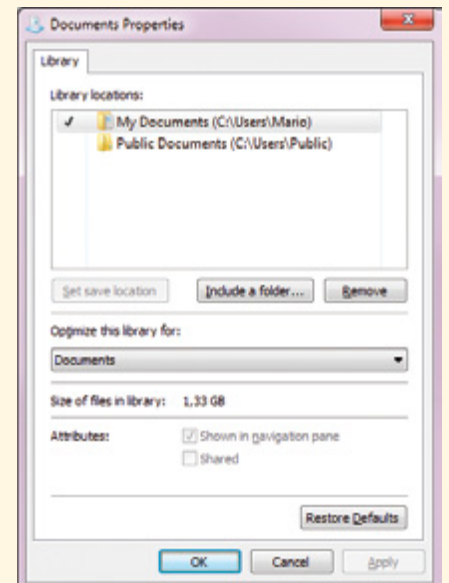 Documents Properties
Library
Library locations:
My Documents (C:\Users\Mario)
Public Documents (C:\Users\Public)
Set save location
Include a folder...
Remove
Optimize this library for:
Documents
Size of files in library: 1,33 GB
Attributes:
Shown in navigation pane
Shared
Restore Defaults
OK
Cancel
Apply